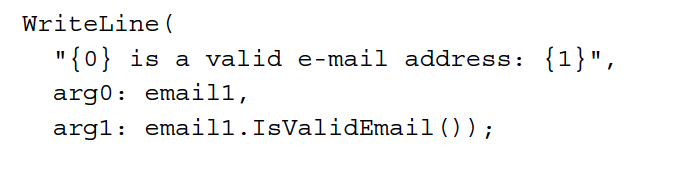 WriteLine(
"{0} is a valid e-mail address: {1}",
arg0: email1,
arg1: email1.IsValidEmail());